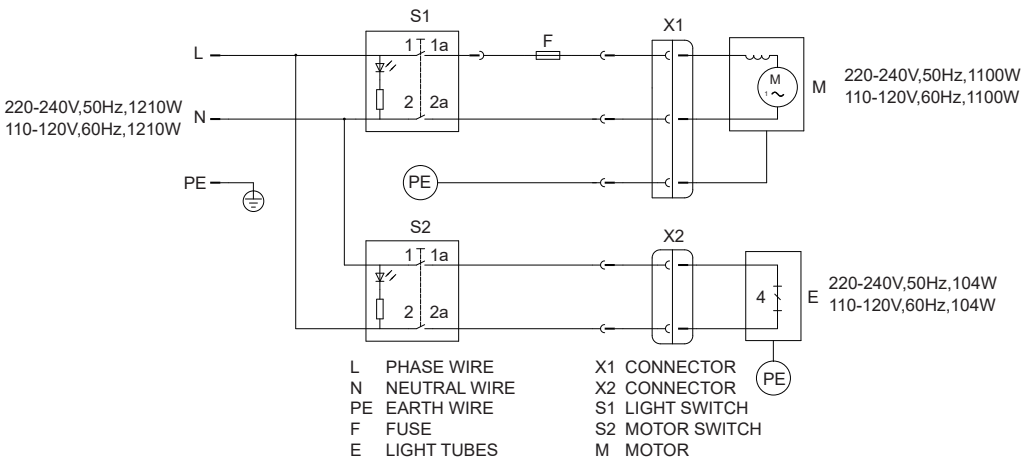 S1
X1
L
1 1a
F
M
1
M
220-240V,50Hz,1100W
110-120V,60Hz,1100W
220-240V,50Hz,1210W
110-120V,60Hz,1210W
N
2 2a
PE
PE
S2
X2
1 1a
2 2a
4
E
220-240V,50Hz,104W
110-120V,60Hz,104W
PE
L PHASE WIRE
N NEUTRAL WIRE
PE EARTH WIRE
F FUSE
E LIGHT TUBES
X1 CONNECTOR
X2 CONNECTOR
S1 LIGHT SWITCH
S2 MOTOR SWITCH
M MOTOR